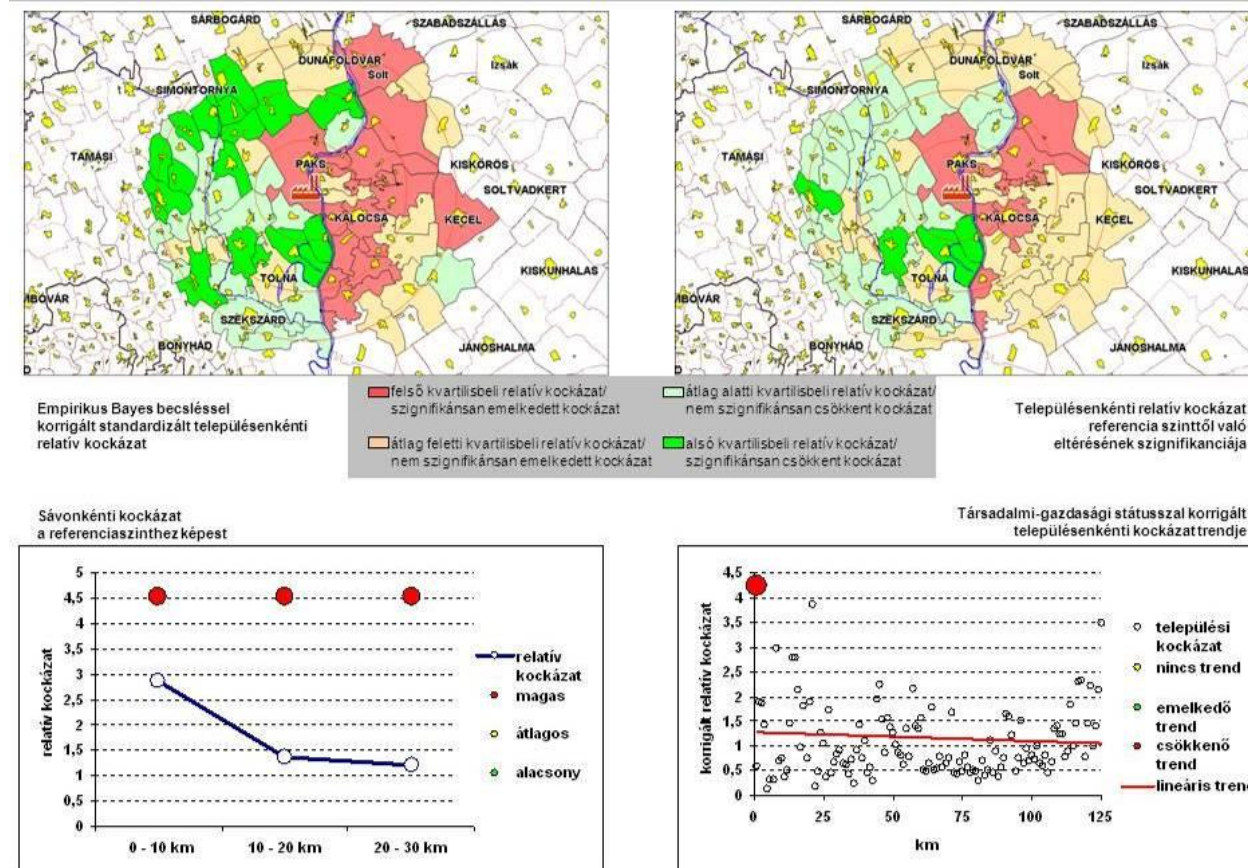 SÁRBOGÁRD
SZABADSZÁLLÁS
DUNAFÖLDVÁR
Solt
Izsák
SIMONTORNYA
TAMÁSI
PAKS
KISKŐRÖS
SOLTVADKERT
KALOCSA
KECEL
TOLNA
KISKUNHALAS
MBOVÁR
SZEKSZÁRD
BONYHÁD
JÁNOSHALMA
SÁRBOGÁRD
SZABADSZÁLLÁS
DUNAFÖLDVÁR
Solt
Izsák
SIMONTORNYA
TAMÁSI
PAKS
KISKŐRÖS
SOLTVADKERT
KALOCSA
KECEL
TOLNA
KISKUNHALAS
MBOVÁR
SZEKSZÁRD
BONYHÁD
JÁNOSHALMA
Empirikus Bayes becsléssel
korrigált standardizált településenkénti
relatív kockázat
felső kvartilisbeli relatív kockázat/
szignifikánsan emelkedett kockázat
átlag feletti kvartilisbeli relatív kockázat/
nem szignifikánsan emelkedett kockázat
átlag alatti kvartilisbeli relatív kockázat/
nem szignifikánsan csökkent kockázat
alsó kvartilisbeli relatív kockázat/
szignifikánsan csökkent kockázat
Településenkénti relatív kockázat
referencia szinttől való
eltérésének szignifikanciája
Sávonkénti kockázat
a referenciaszinthez képest
relatív kockázat
5
4,5
4
3,5
3
2,5
2
1,5
1
0,5
0
0 - 10 km
10 - 20 km
20 - 30 km
relatív
kockázat
magas
átlagos
alacsony
Társadalmi-gazdasági státusszal korrigált
településenkénti kockázat trendje
korrigált relatív kockázat
4,5
4
3,5
3
2,5
2
1,5
1
0,5
0
0
25
50
75
100
125
km
települési
kockázat
nincs trend
emelkedő
trend
csökkenő
trend
lineáris trend